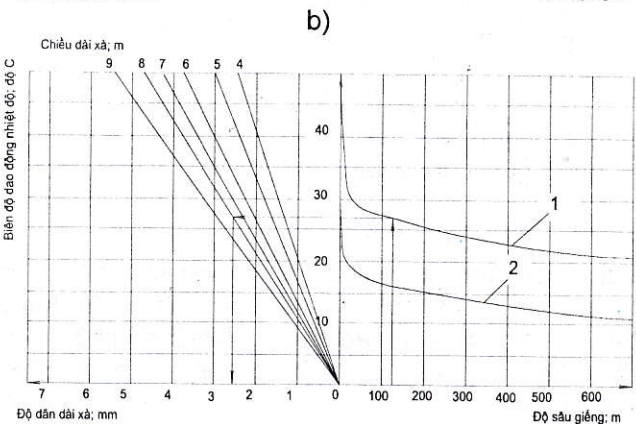 b)
Chiều dài xà; m
9 8 7 6 5 4
Biên độ dao động nhiệt độ; độ C
40
30
20
10
1
2
7 6 5 4 3 2 1 0 100 200 300 400 500 600
Độ dãn dài xà; mm
Độ sâu giếng; m